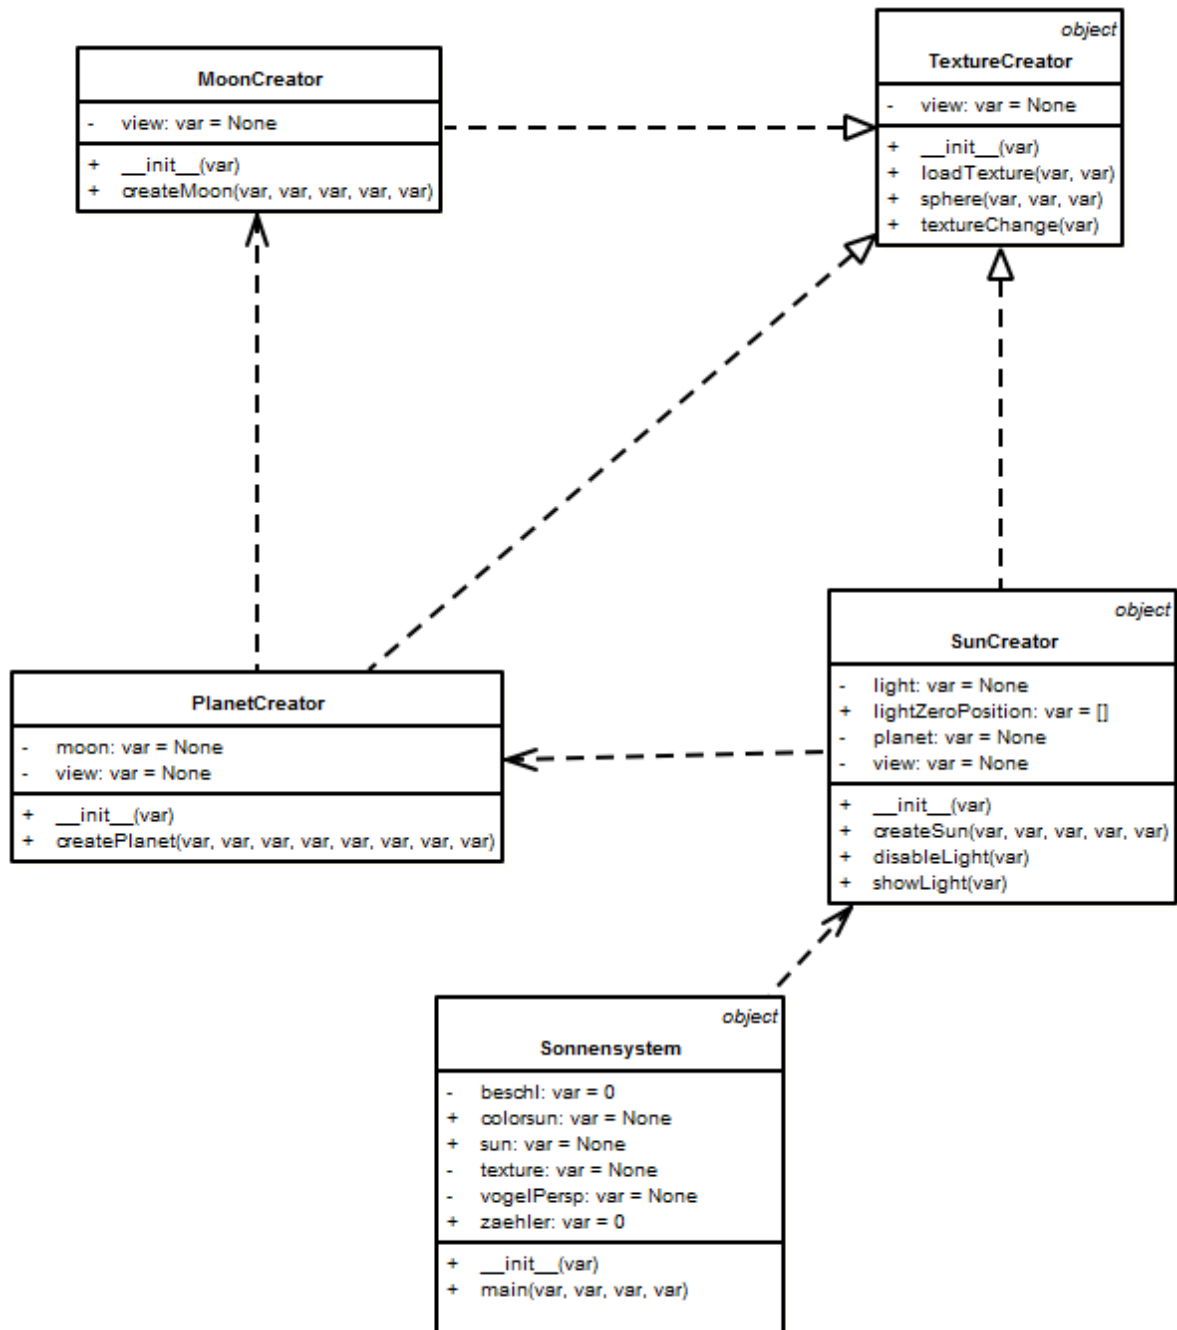 MoonCreator
- view: var = None
+ __init__(var)
+ createMoon(var, var, var, var, var)
object
TextureCreator
- view: var = None
+ __init__(var)
+ loadTexture(var, var)
+ sphere(var, var, var)
+ textureChange(var)
PlanetCreator
- moon: var = None
- view: var = None
+ __init__(var)
+ createPlanet(var, var, var, var, var, var, var, var)
object
SunCreator
- light: var = None
+ lightZeroPosition: var = []
- planet: var = None
- view: var = None
+ __init__(var)
+ createSun(var, var, var, var, var)
+ disableLight(var)
+ showLight(var)
object
Sonnensystem
- beschl: var = 0
+ colorsun: var = None
+ sun: var = None
- texture: var = None
- vogelPersp: var = None
+ zaehler: var = 0
+ __init__(var)
+ main(var, var, var, var)